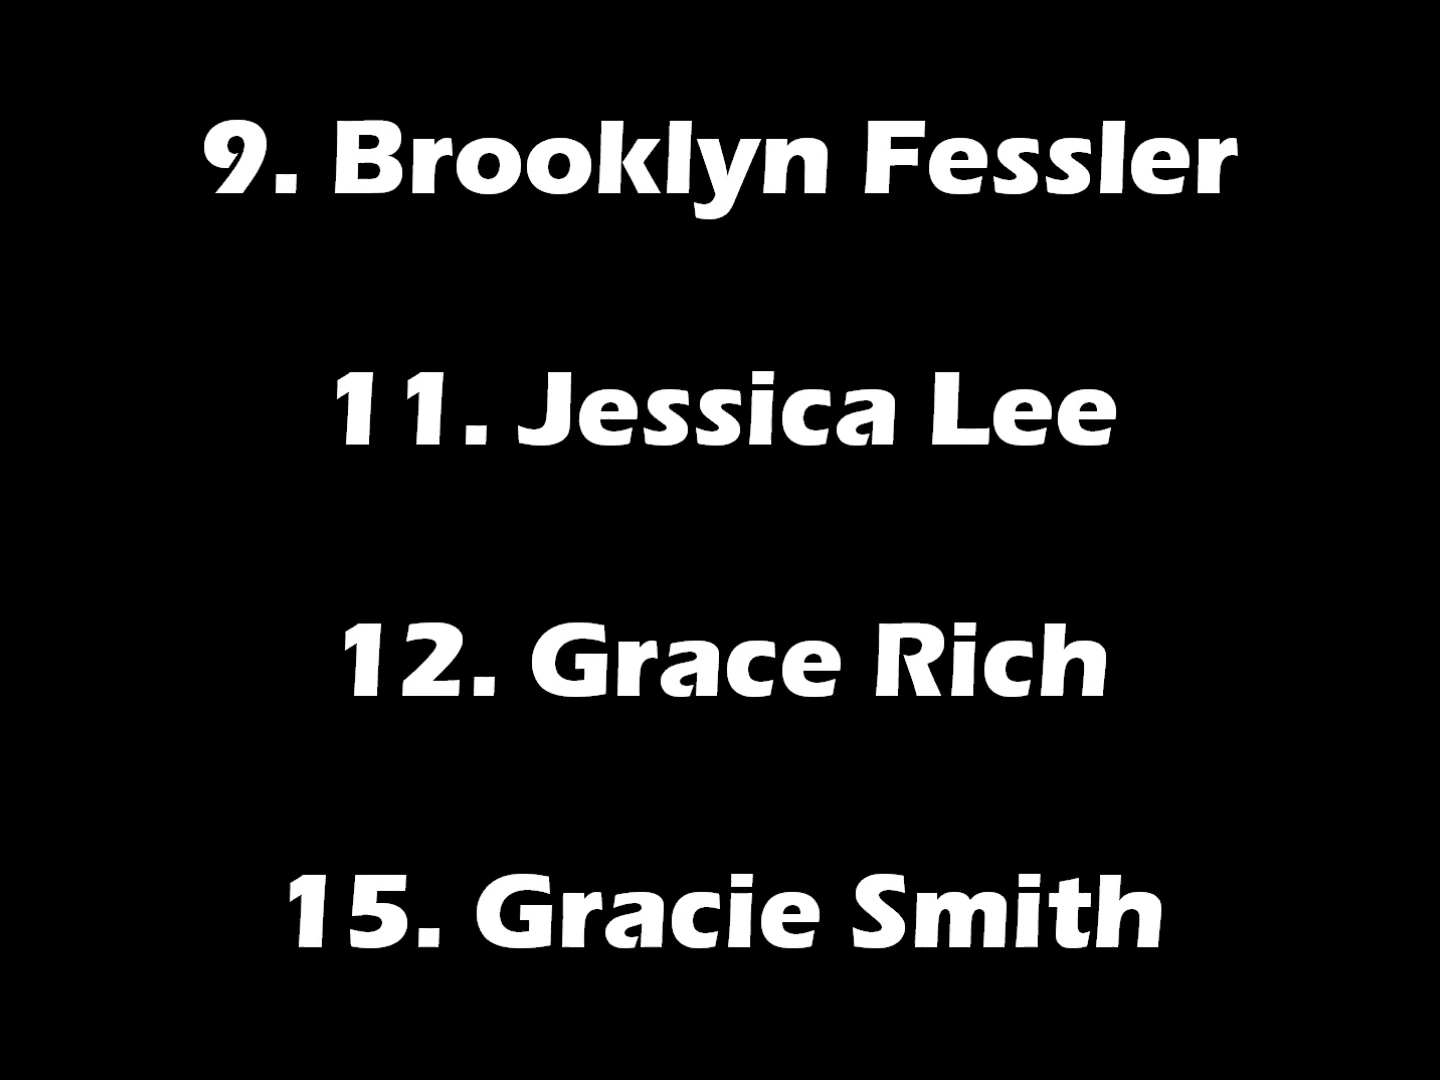 9. Brooklyn Fessler
11. Jessica Lee
12. Grace Rich
15. Gracie Smith